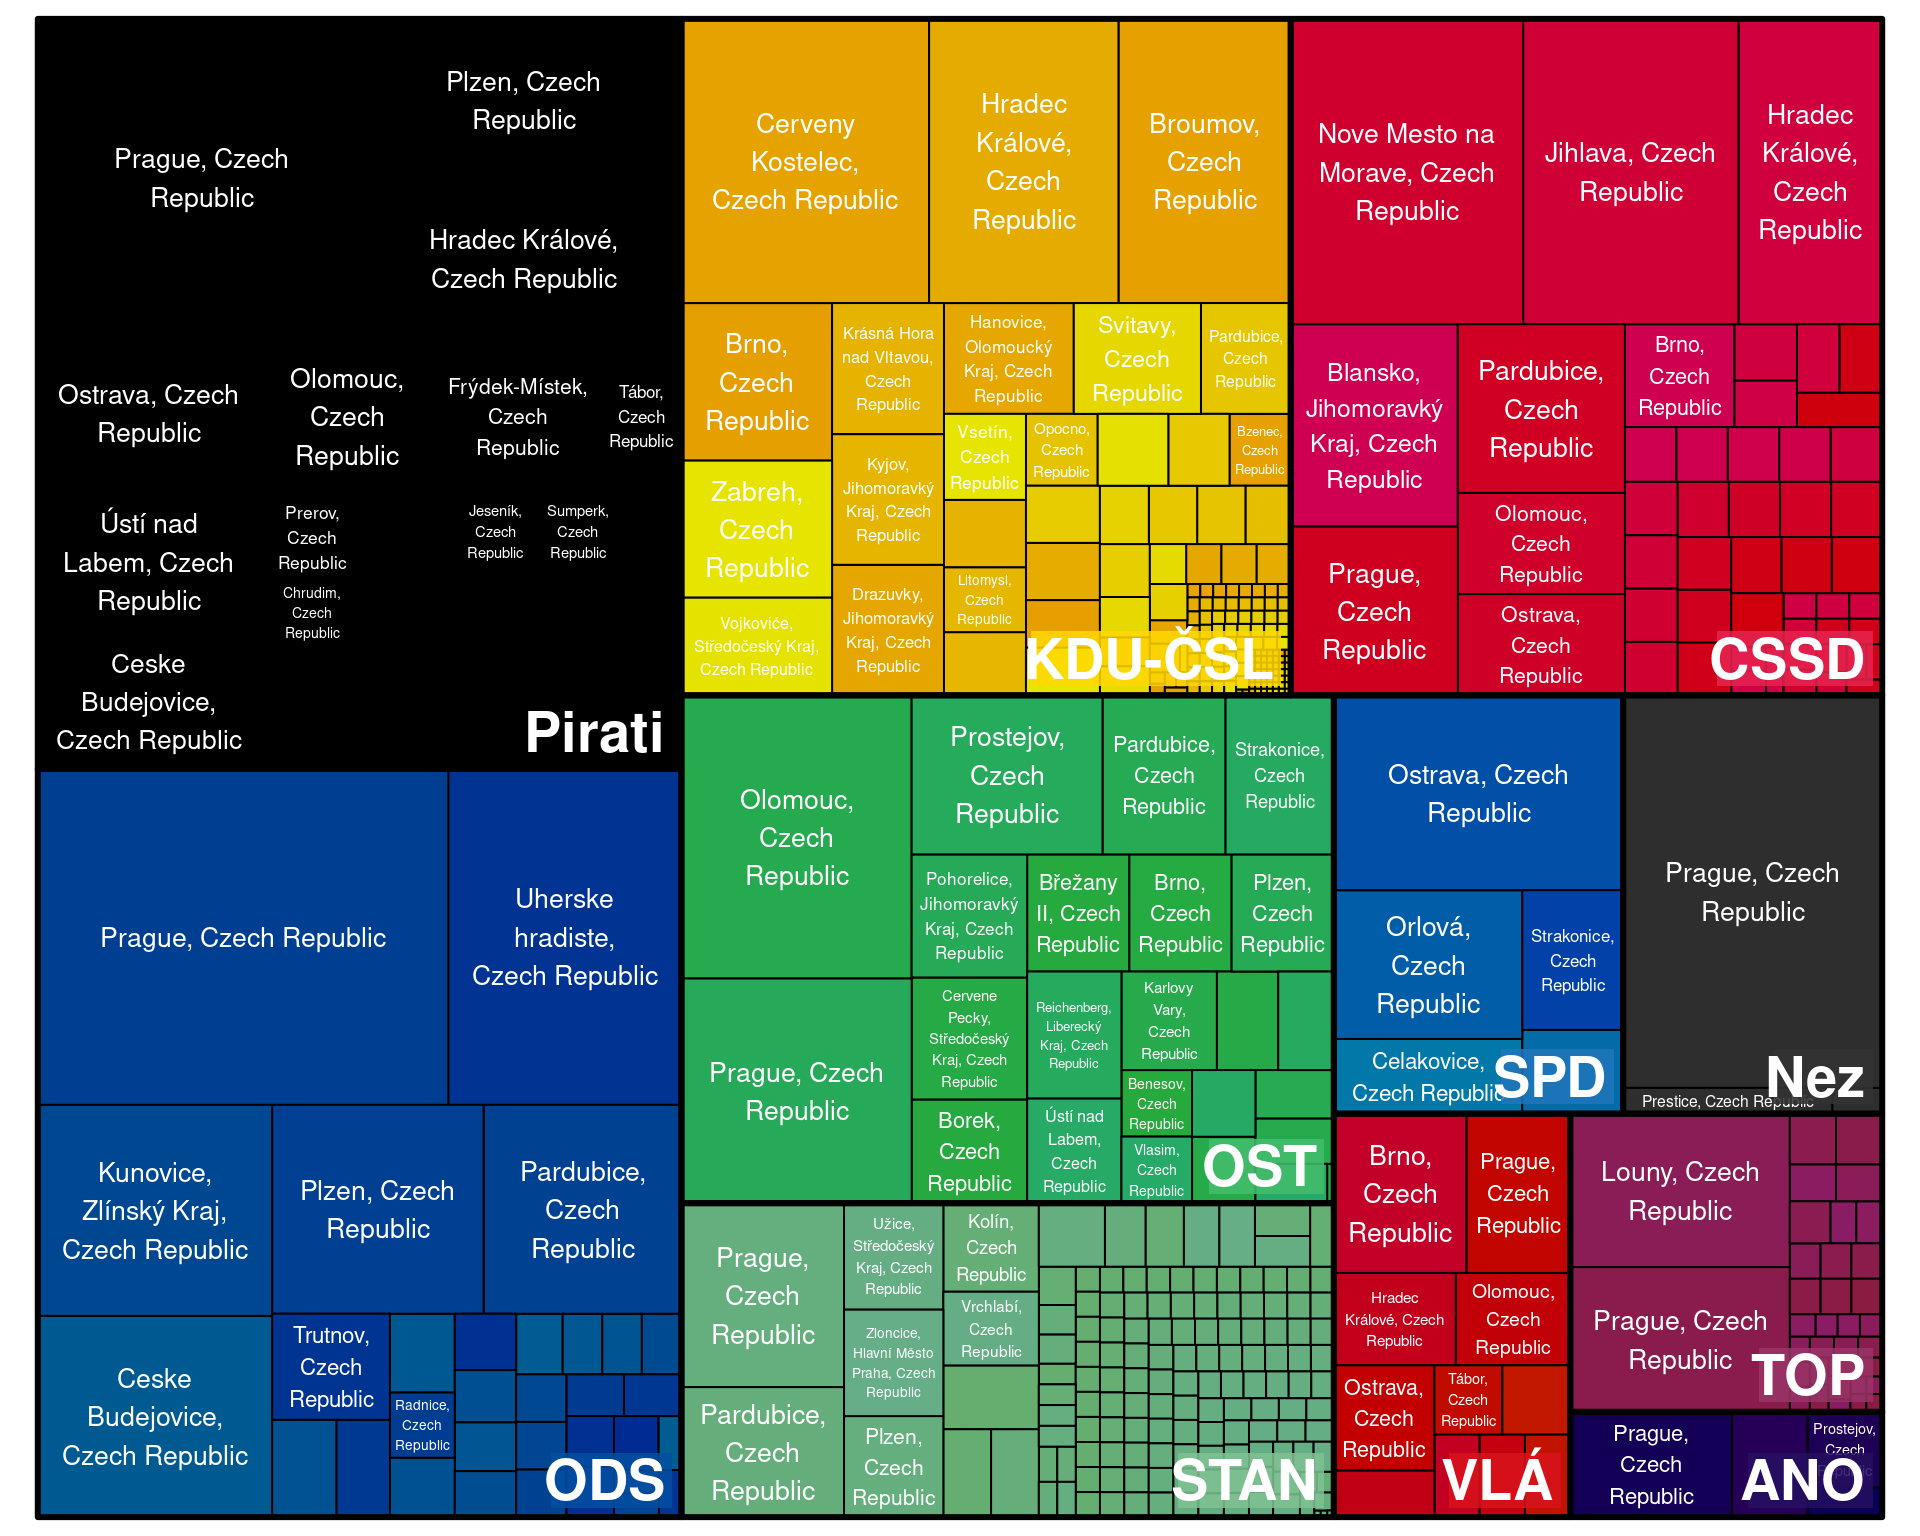 Prague, Czech
Republic
Plzen, Czech
Republic
Hradec Králové,
Czech Republic
Ostrava, Czech
Republic
Olomouc,
Czech
Republic
Frýdek-Místek,
Czech
Republic
Tábor,
Czech
Republic
Ústí nad
Labem, Czech
Republic
Prerov,
Czech
Republic
Jeseník,
Czech
Republic
Sumperk,
Czech
Republic
Chrudim,
Czech
Republic
Ceske
Budejovice,
Czech Republic
Pirati
Cerveny
Kostelec,
Czech Republic
Hradec
Králové,
Czech
Republic
Broumov,
Czech
Republic
Brno,
Czech
Republic
Krásná Hora
nad Vltavou,
Czech
Republic
Hanovice,
Olomoucký
Kraj, Czech
Republic
Svitavy,
Czech
Republic
Pardubice,
Czech
Republic
Zabreh,
Czech
Republic
Kyjov,
Jihomoravký
Kraj, Czech
Republic
Vsetín,
Czech
Republic
Opocno,
Czech
Republic
Bzenec,
Czech
Republic
Vojkoviće,
Středočeský Kraj,
Czech Republic
Drazuvky,
Jihomoravký
Kraj, Czech
Republic
Litomysl,
Czech
Republic
KDU-ČSL
Nove Mesto na
Morave, Czech
Republic
Jihlava, Czech
Republic
Hradec
Králové,
Czech
Republic
Blansko,
Jihomoravký
Kraj, Czech
Republic
Pardubice,
Czech
Republic
Brno,
Czech
Republic
Prague,
Czech
Republic
Olomouc,
Czech
Republic
Ostrava,
Czech
Republic
CSSD
Prague, Czech Republic
Uherske
hradiste,
Czech Republic
Kunovice,
Zlínský Kraj,
Czech Republic
Plzen, Czech
Republic
Pardubice,
Czech
Republic
Ceske
Budejovice,
Czech Republic
Trutnov,
Czech
Republic
Radnice,
Czech
Republic
ODS
Olomouc,
Czech
Republic
Prostejov,
Czech
Republic
Pardubice,
Czech
Republic
Strakonice,
Czech
Republic
Prague, Czech
Republic
Pohorelice,
Jihomoravký
Kraj, Czech
Republic
Břežany
II, Czech
Republic
Brno,
Czech
Republic
Plzen,
Czech
Republic
Cervene
Pecky,
Středočeský
Kraj, Czech
Republic
Reichenberg,
Liberecký
Kraj, Czech
Republic
Karlovy
Vary,
Czech
Republic
Borek,
Czech
Republic
Ústí nad
Labem,
Czech
Republic
Benesov,
Czech
Republic
Vlasim,
Czech
Republic
OST
Prague,
Czech
Republic
Užice,
Středočeský
Kraj, Czech
Republic
Kolín,
Czech
Republic
Zloncice,
Hlavní Město
Praha, Czech
Republic
Vrchlabí,
Czech
Republic
Pardubice,
Czech
Republic
Plzen,
Czech
Republic
STAN
Ostrava, Czech
Republic
Orlová,
Czech
Republic
Strakonice,
Czech
Republic
Celakovice,
Czech Republic
SPD
Prague, Czech
Republic
Prestice, Czech Republic
Nez
Brno,
Czech
Republic
Prague,
Czech
Republic
Hradec
Králové, Czech
Republic
Olomouc,
Czech
Republic
Ostrava,
Czech
Republic
Tábor,
Czech
Republic
VLÁ
Louny, Czech
Republic
Prague, Czech
Republic
TOP
Prague,
Czech
Republic
Prostejov,
Czech
ANO